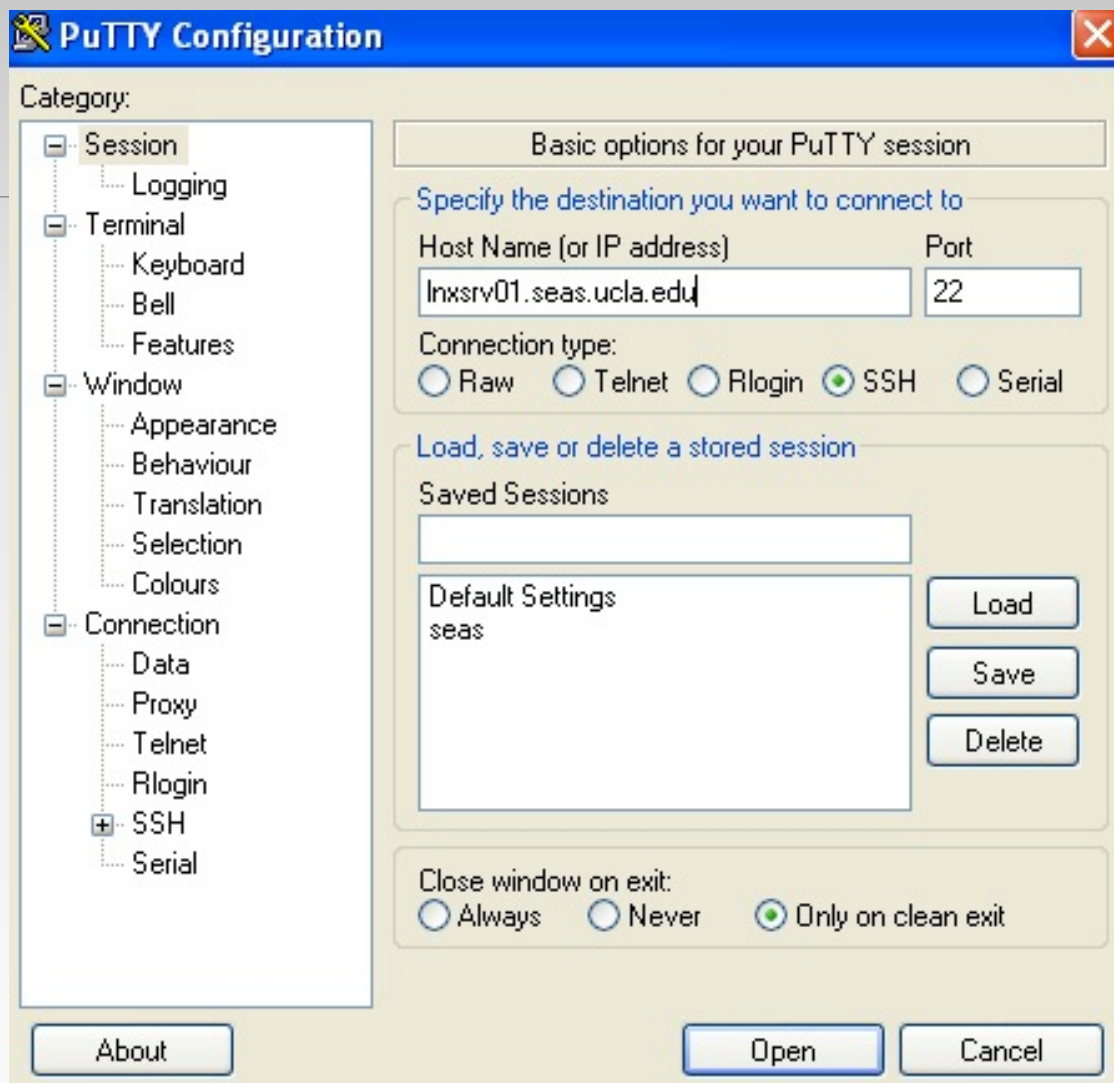 PuTTY Configuration
Category:
Session
Logging
Terminal
Keyboard
Bell
Features
Window
Appearance
Behaviour
Translation
Selection
Colours
Connection
Data
Proxy
Telnet
Rlogin
SSH
Serial
Basic options for your PuTTY session
Specify the destination you want to connect to
Host Name (or IP address) Port
lnxsrv01.seas.ucla.edu 22
Connection type:
Raw Telnet Rlogin SSH Serial
Load, save or delete a stored session
Saved Sessions
Default Settings
seas
Load
Save
Delete
Close window on exit:
Always Never Only on clean exit
About Open Cancel